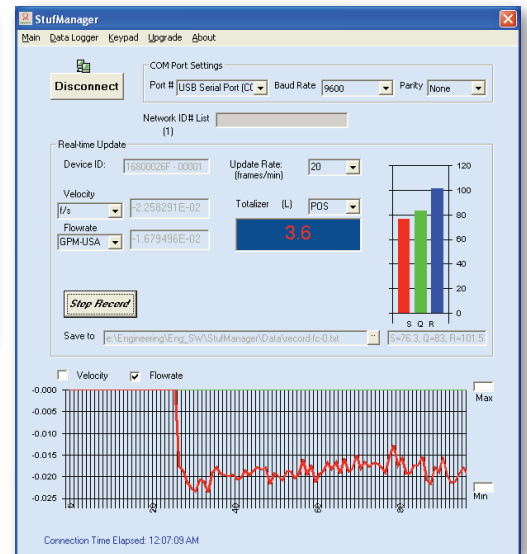 StufManager
Main Data Logger Keypad Upgrade About
COM Port Settings
Disconnect
Port # USB Serial Port (CC Baud Rate 9600 Parity None
Network ID# List
(1)
Real-time Update
Device ID: 16800026F - 00001 Update Rate: 20
(frames/min)
Velocity
f/s -2.258291E-02
Totalizer (L) POS
Flowrate
GPM-USA -1.679496E-02
3.6
120
100
80
60
40
20
0
S Q R
Stop Record
Save to e:\Engineering\Eng_SW\StufManager\Data\record-fc-0.txt .. S=76.3, Q=83, R=101.5
Velocity Flowrate
-0.000
-0.005
-0.010
-0.015
-0.020
-0.025
0 20 40 60 80
Max
Min
Connection Time Elapsed: 12:07:09 AM